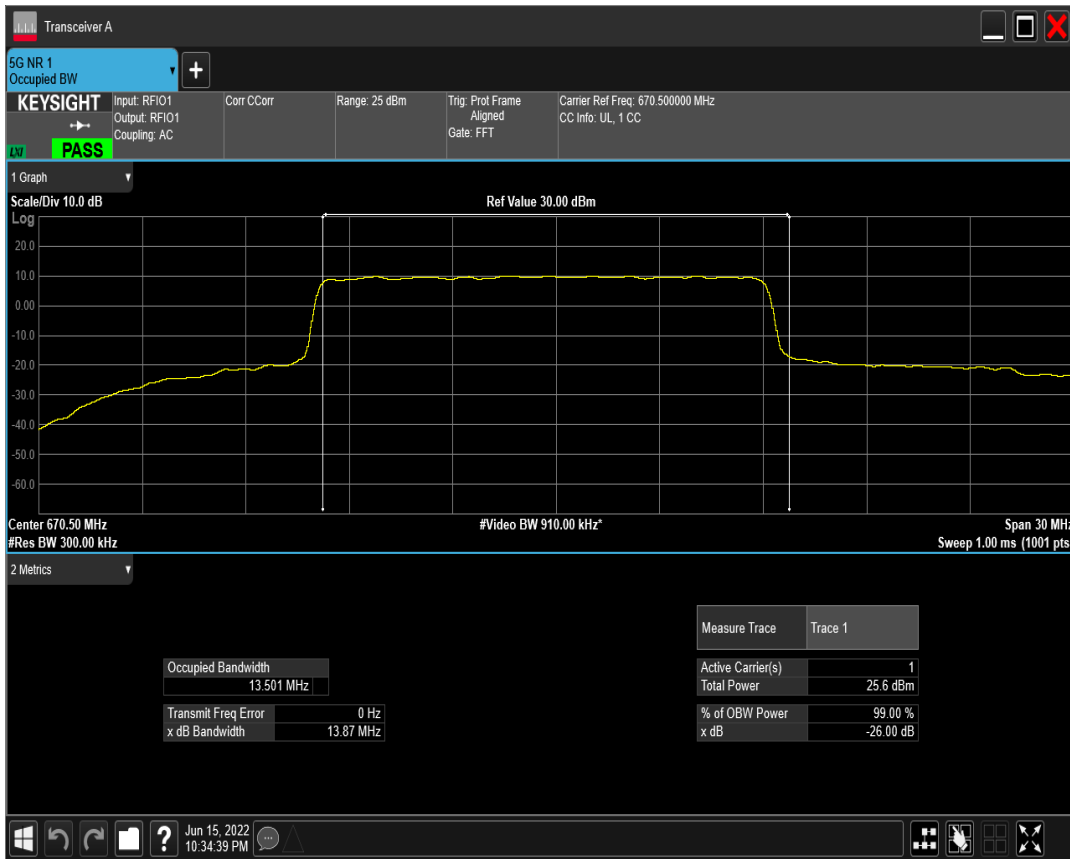 Transceiver A
5G NR 1
Occupied BW
KEYSIGHT
LXI
PASS
Input: RFIO1
Output: RFIO1
Coupling: AC
Corr CCorr
Range: 25 dBm
Trig: Prot Frame
Aligned
Gate: FFT
Carrier Ref Freq: 670.500000 MHz
CC Info: UL, 1 CC
1 Graph
Scale/Div 10.0 dB
Ref Value 30.00 dBm
Log
20.0
10.0
0.00
-10.0
-20.0
-30.0
-40.0
-50.0
-60.0
Center 670.50 MHz
#Video BW 910.00 kHz*
Span 30 MHz
#Res BW 300.00 kHz
Sweep 1.00 ms (1001 pts
2 Metrics
Measure Trace Trace 1
Occupied Bandwidth
13.501 MHz
Active Carrier(s) 1
Total Power 25.6 dBm
Transmit Freq Error 0 Hz
x dB Bandwidth 13.87 MHz
% of OBW Power 99.00 %
x dB -26.00 dB
?
Jun 15, 2022
10:34:39 PM